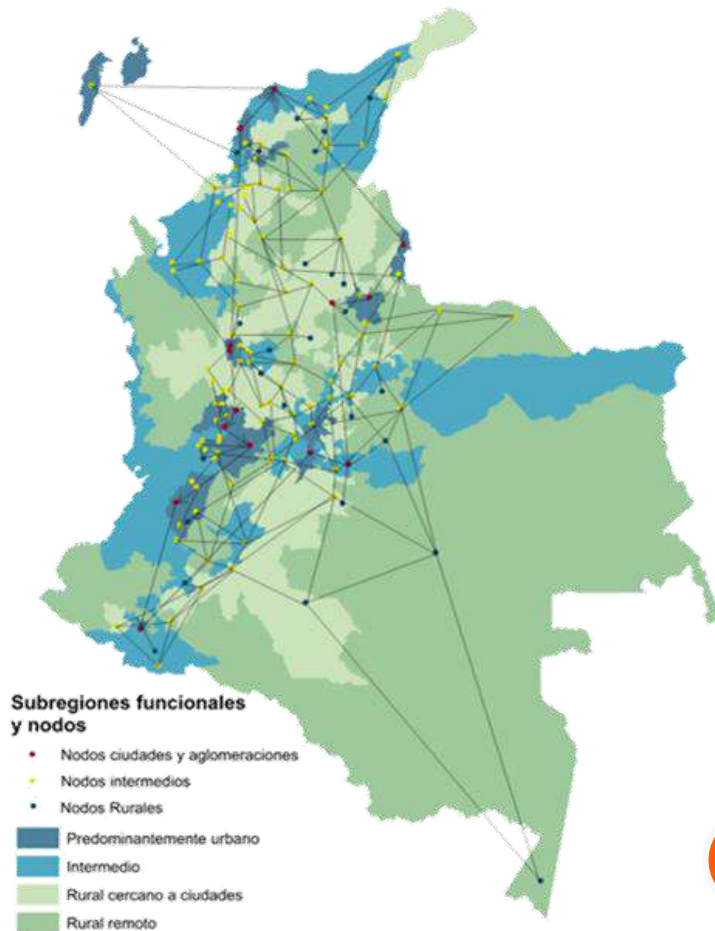 Subregiones funcionales
y nodos
Nodos ciudades y aglomeraciones
Nodos intermedios
Nodos Rurales
Predominantemente urbano
Intermedio
Rural cercano a ciudades
Rural remoto